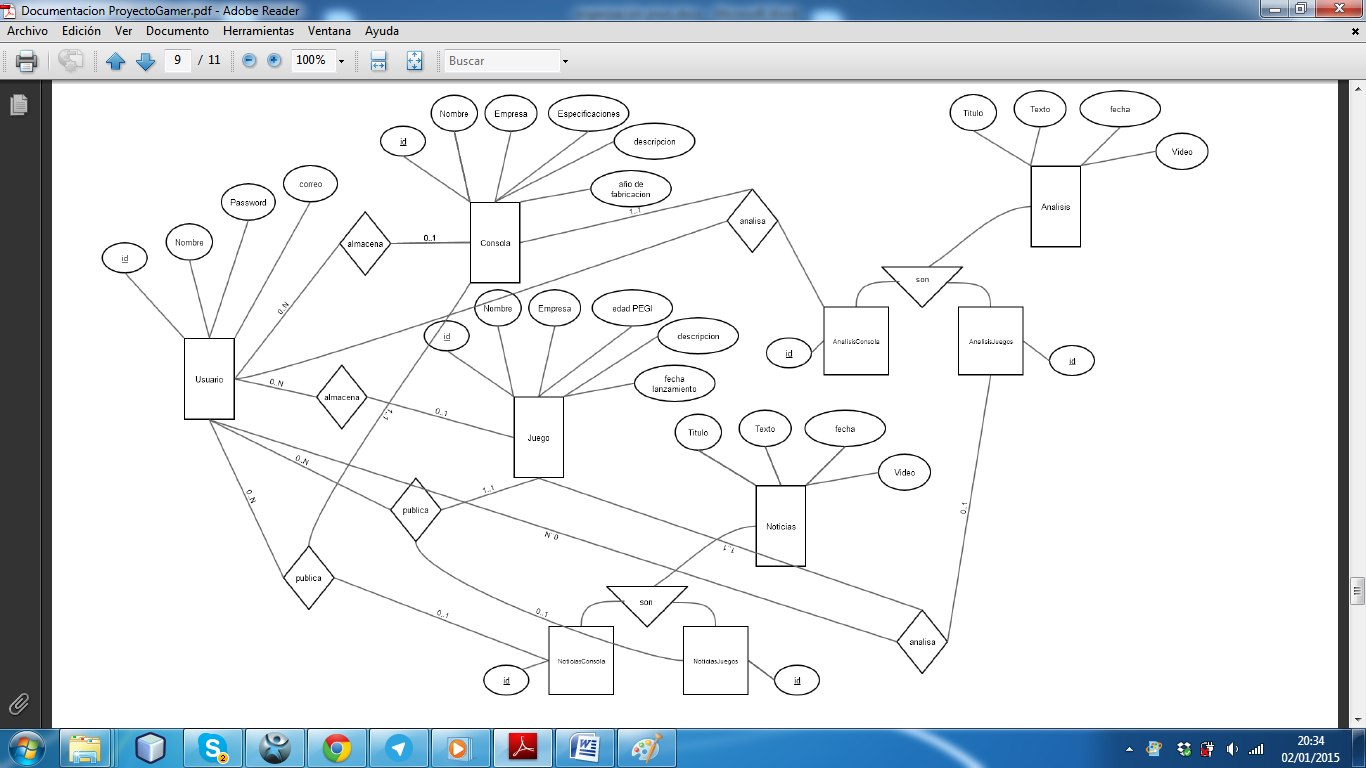 Documentacion ProyectoGamer.pdf - Adobe Reader
Archivo Edición Ver Documento Herramientas Ventana Ayuda
9 / 11 100% Buscar
Nombre Empresa Especificaciones
id
descripcion
año de
fabricacion
Titulo Texto fecha
Video
Analisis
correo
Password
Nombre
id
almacena
0..1
Consola
1..1
analisa
0..N
son
Nombre Empresa edad PEGI
id
descripcion
fecha
lanzamiento
id
AnalisisConsola
AnalisisJuegos
id
Usuario
0..N
almacena
0..1
1..1
Juego
Titulo Texto fecha
Video
0..N
0..N
publica
1..1
0..N
Noticias
1..1
0..1
publica
0..1
0..1
son
analisa
NoticiasConsola
NoticiasJuegos
id
id
2
20:34
02/01/2015